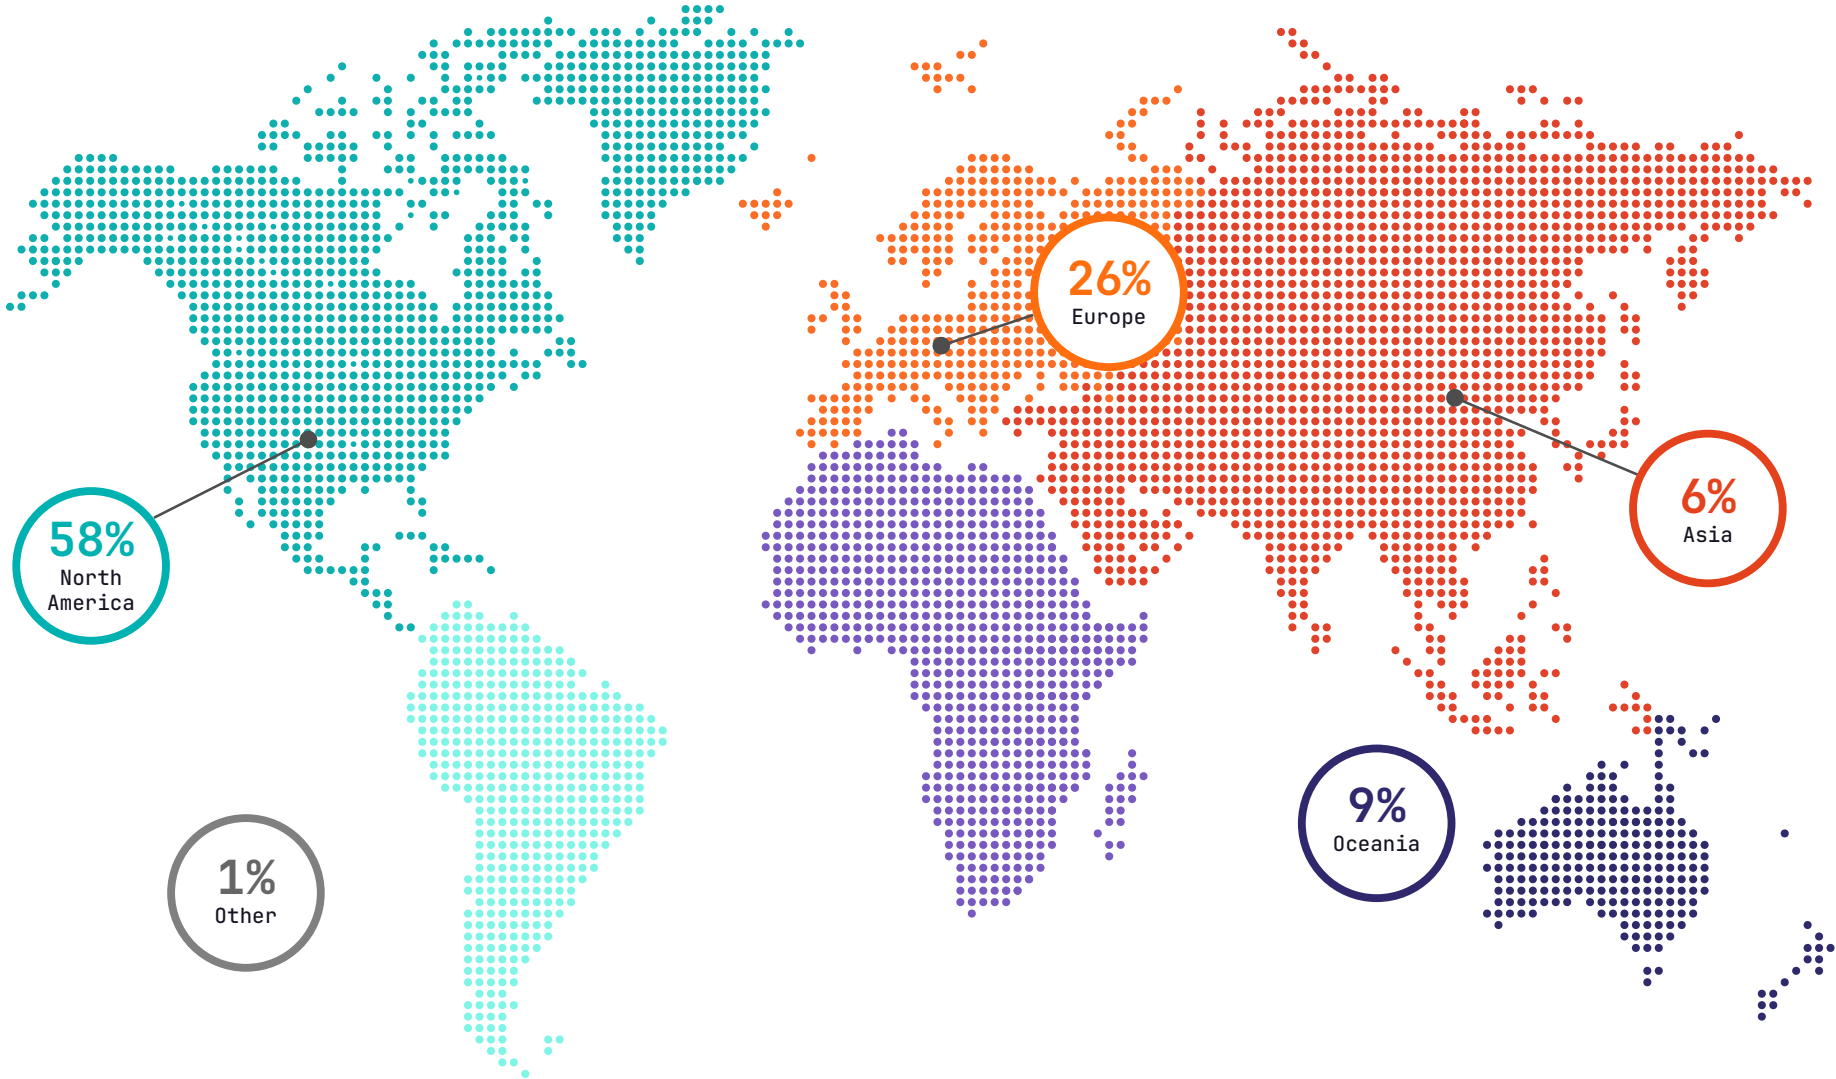 26%
Europe
6%
Asia
58%
North
America
9%
Oceania
1%
Other